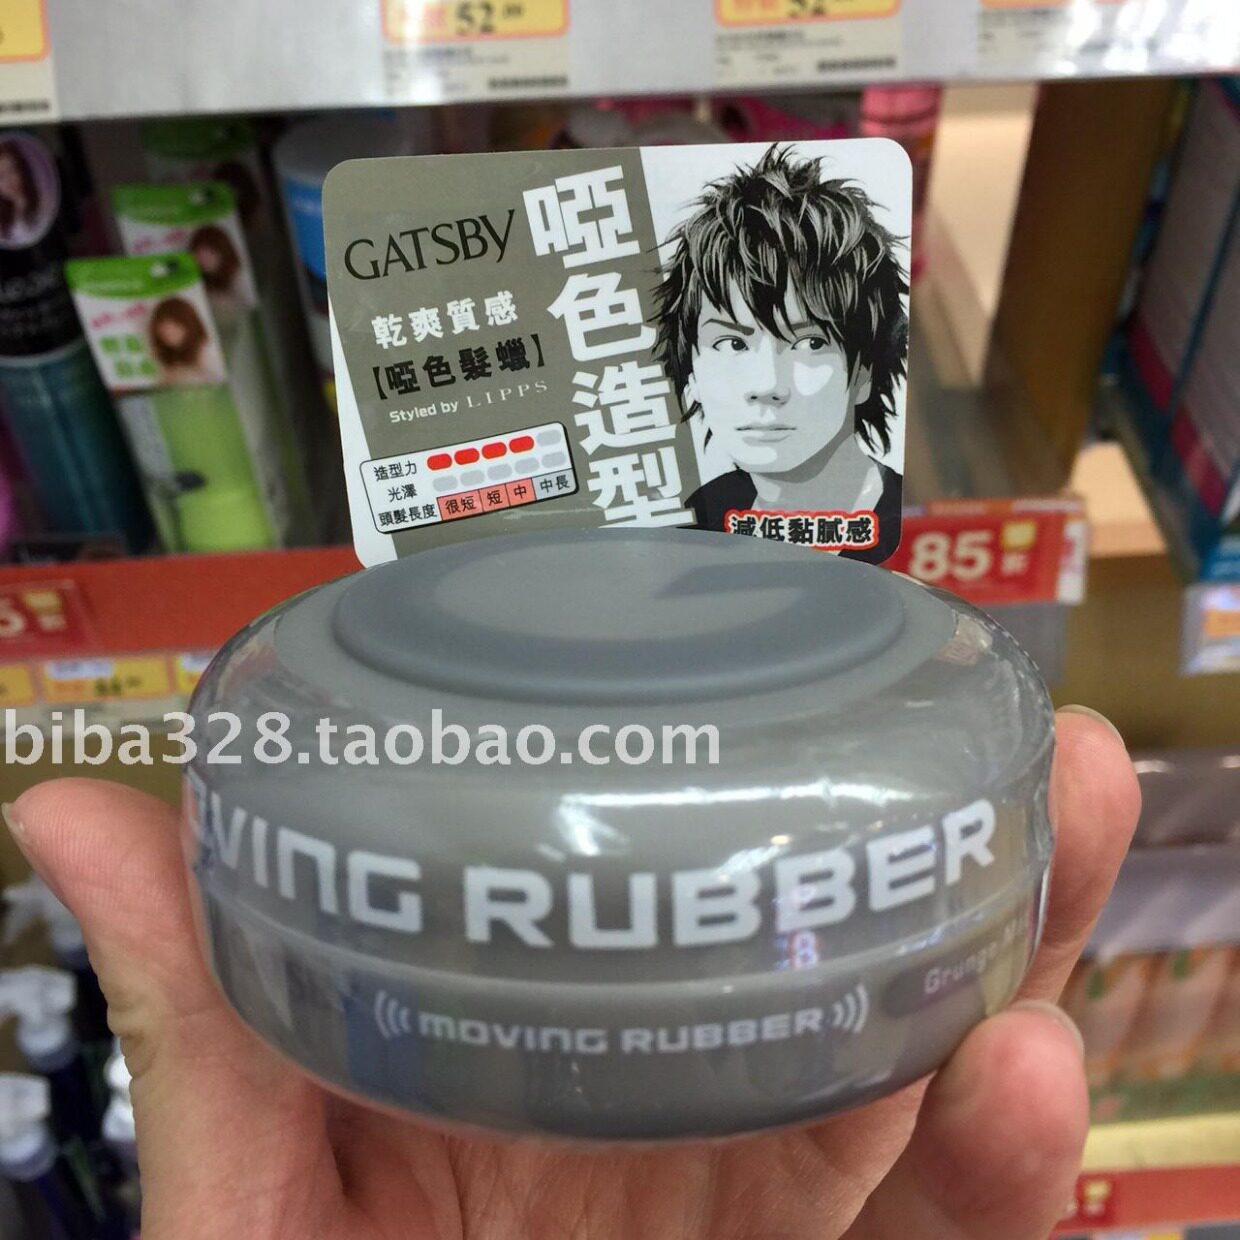 52
52
GATSBY
啞色造型
乾爽質感
【啞色髮蠟】
Styled by LIPPS
造型力
光澤
頭髮長度 很短 短 中 中長
減低黏膩感
85
biba328.taobao.com
MOVING RUBBER
MOVING RUBBER